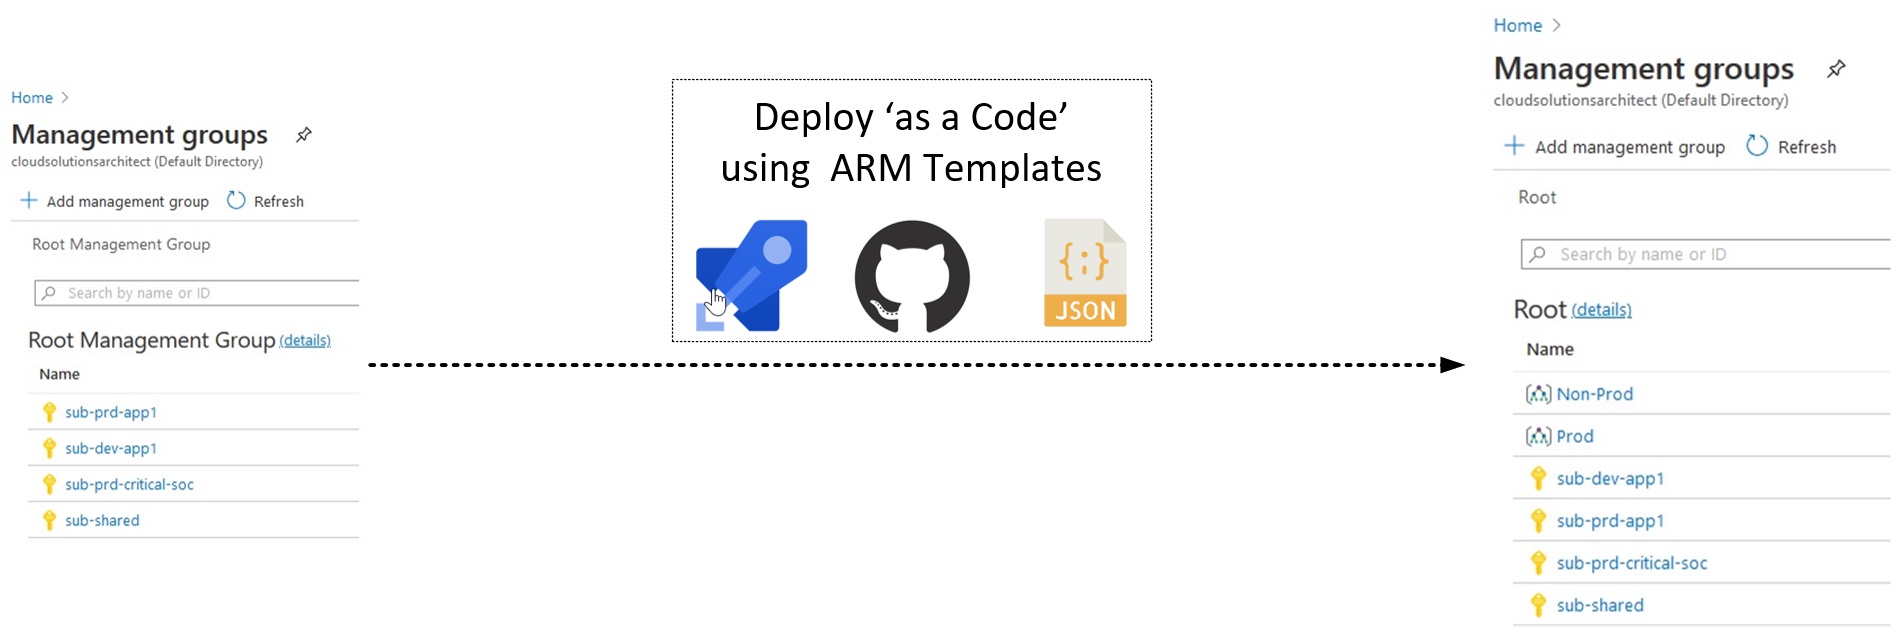 Home >
Management groups
cloudsolutionsarchitect (Default Directory)
+ Add management group Refresh
Root Management Group
Search by name or ID
Root Management Group (details)
Name
sub-prd-app1
sub-dev-app1
sub-prd-critical-soc
sub-shared
Deploy ‘as a Code’
using ARM Templates
{;}
JSON
Home >
Management groups
cloudsolutionsarchitect (Default Directory)
+ Add management group Refresh
Root
Search by name or ID
Root (details)
Name
Non-Prod
Prod
sub-dev-app1
sub-prd-app1
sub-prd-critical-soc
sub-shared